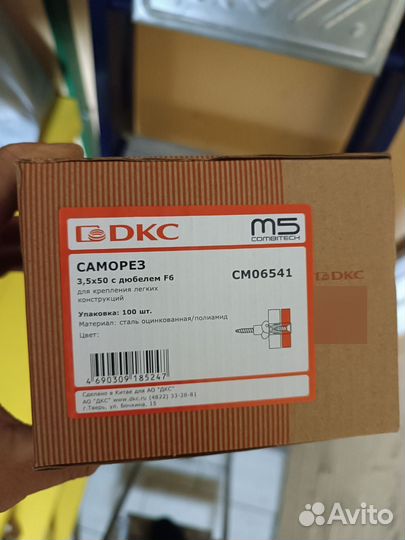 DKC
M5
COMBITECH
САМОРЕЗ
3,5x50 с дюбелем F6
CM06541
для крепления легких
конструкций
Упаковка: 100 шт.
Материал: сталь оцинкованная/полиамид
Цвет:
4 690309 185247
Сделано в Китае для АО "ДКС"
АО "ДКС" www.dkc.ru (4822) 33-28-81
г.Тверь, ул. Бочкина, 15
DKC
Avito